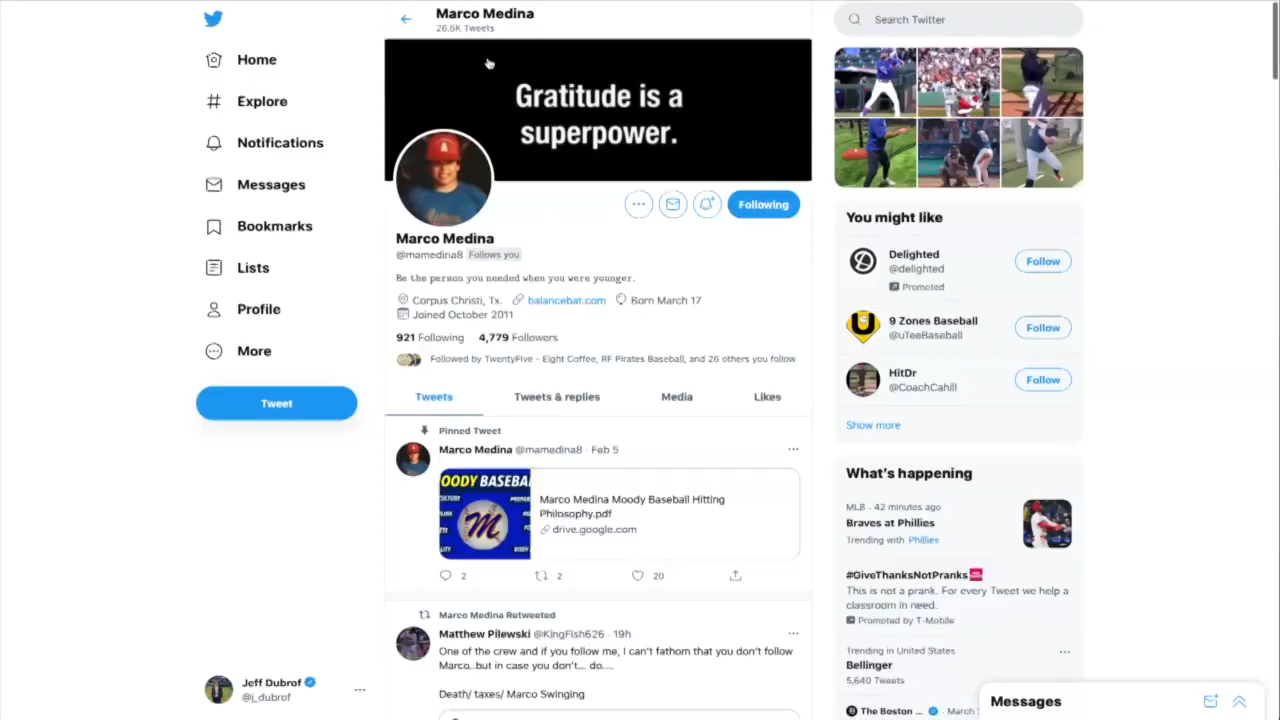 Home
Explore
Notifications
Messages
Bookmarks
Lists
Profile
More
Tweet
Jeff Dubrof
@j_dubrof
Marco Medina
26.5K Tweets
Gratitude is a
superpower.
Following
Marco Medina
@mamedina8 Follows you
Be the person you needed when you were younger.
Corpus Christi, Tx. balancebat.com Born March 17
Joined October 2011
921 Following 4,779 Followers
Followed by TwentyFive - Eight Coffee, RF Pirates Baseball, and 26 others you follow
Tweets Tweets & replies Media Likes
Pinned Tweet
Marco Medina @mamedina8 · Feb 5
OODY BASEBA
M
Marco Medina Moody Baseball Hitting
Philosophy.pdf
drive.google.com
2 2 20
Marco Medina Retweeted
Matthew Pilewski @KingFish626 · 19h
One of the crew and if you follow me, I can't fathom that you don't follow
Marco..but in case you don't... do....
Death/ taxes/ Marco Swinging
Search Twitter
You might like
Delighted
@delighted
Promoted
Follow
9 Zones Baseball
@uTeeBaseball
Follow
HitDr
@CoachCahill
Follow
Show more
What's happening
MLB · 42 minutes ago
Braves at Phillies
Trending with Phillies
#GiveThanksNotPranks
This is not a prank. For every Tweet we help a
classroom in need.
Promoted by T-Mobile
Trending in United States
Bellinger
5,640 Tweets
The Boston ... · March
Messages